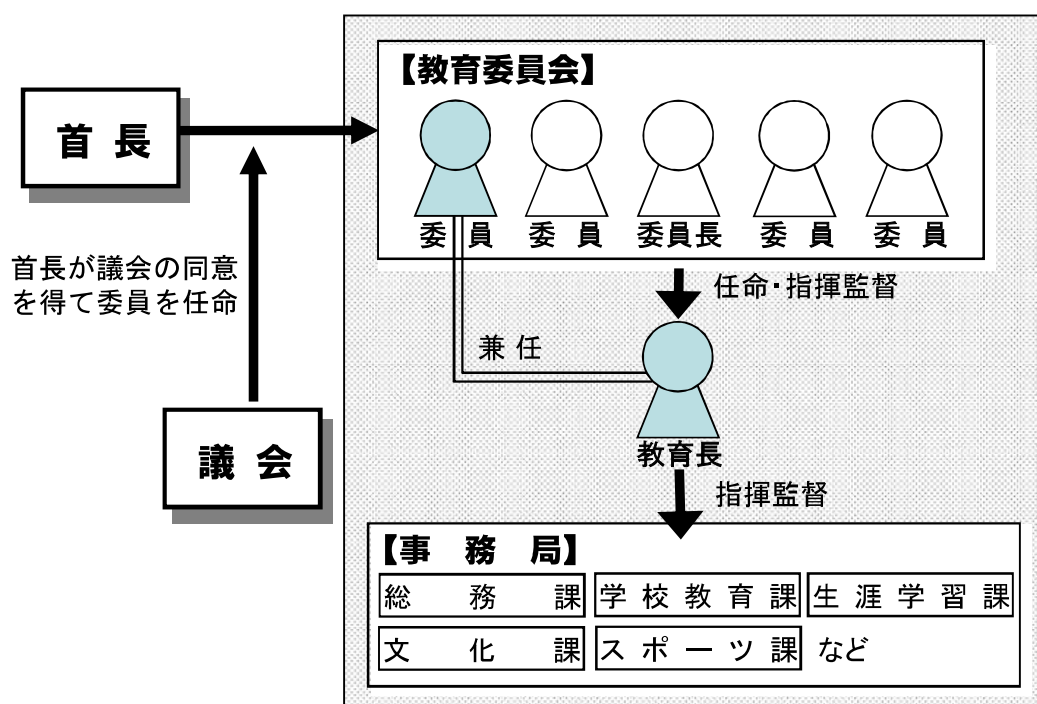 【教育委員会】
首 長
委 員 委 員 委員長 委 員 委 員
首長が議会の同意
を得て委員を任命
任命・指揮監督
兼 任
議 会
教育長
指揮監督
【事 務 局】
総 務 課 学 校 教 育 課 生 涯 学 習 課
文 化 課 ス ポ ー ツ 課 など